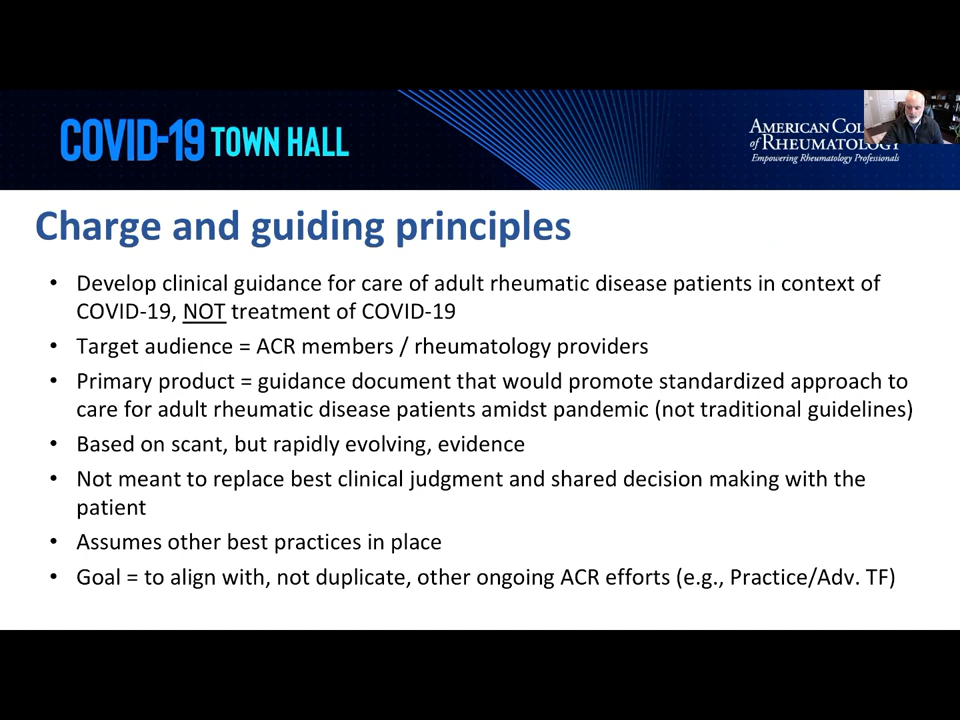 COVID-19 TOWN HALL
AMERICAN COL
of RHEUMATOLOGY
Empowering Rheumatology Professionals
Charge and guiding principles
• Develop clinical guidance for care of adult rheumatic disease patients in context of
COVID-19, NOT treatment of COVID-19
• Target audience = ACR members / rheumatology providers
• Primary product = guidance document that would promote standardized approach to
care for adult rheumatic disease patients amidst pandemic (not traditional guidelines)
• Based on scant, but rapidly evolving, evidence
• Not meant to replace best clinical judgment and shared decision making with the
patient
• Assumes other best practices in place
• Goal = to align with, not duplicate, other ongoing ACR efforts (e.g., Practice/Adv. TF)